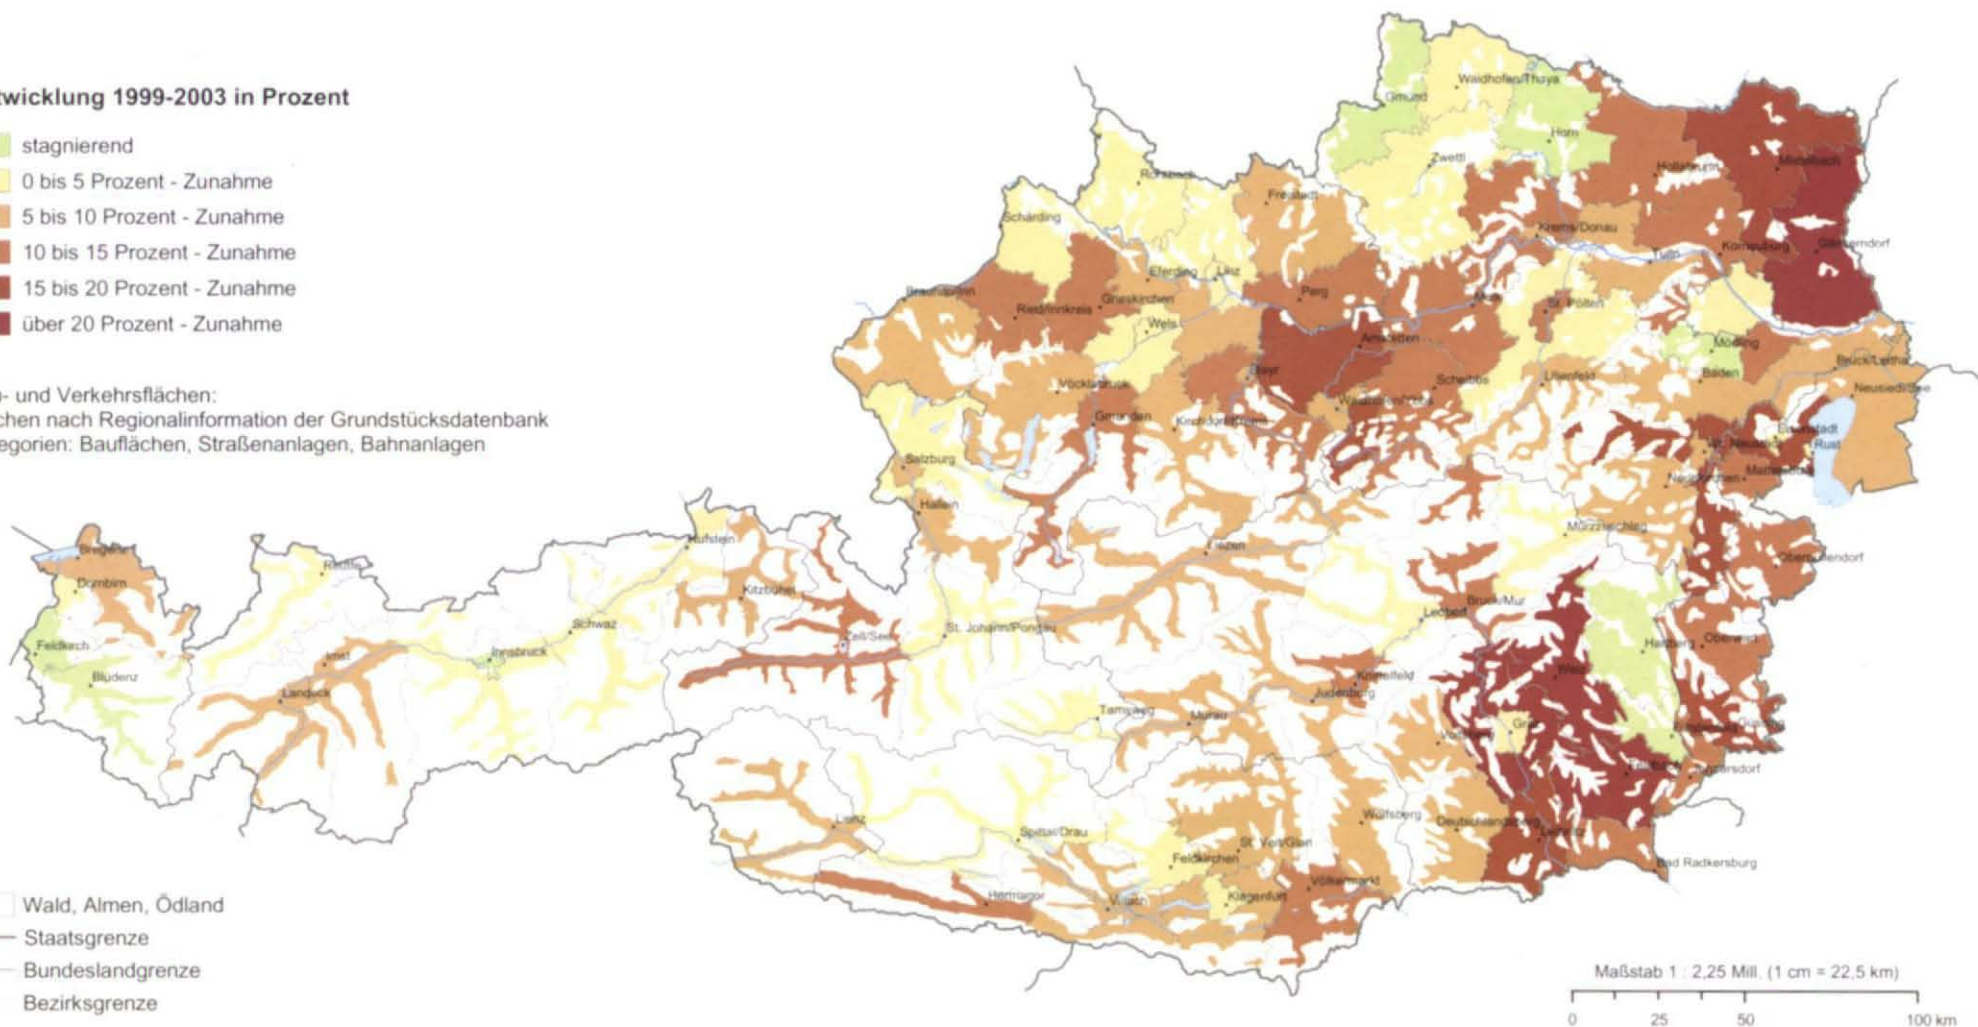 twicklung 1999-2003 in Prozent
stagnierend
0 bis 5 Prozent - Zunahme
5 bis 10 Prozent - Zunahme
10 bis 15 Prozent - Zunahme
15 bis 20 Prozent - Zunahme
über 20 Prozent - Zunahme
- und Verkehrsflächen:
chen nach Regionalinformation der Grundstücksdatenbank
egorien: Bauflächen, Straßenanlagen, Bahnanlagen
Waidhofen/Thaya
Gmünd
Horn
Zwettl
Mistelbach
Hollabrunn
Rohrbach
Freistadt
Schärding
Krems/Donau
Korneuburg
Gänserndorf
Tulln
Eferding
Linz
Braunau/Inn
Grieskirchen
Perg
Melk
St. Pölten
Ried/Innkreis
Wels
Amstetten
Mödling
Bruck/Leitha
Steyr
Scheibbs
Lilienfeld
Baden
Vöcklabruck
Neusiedl/See
Waidhofen/Ybbs
Gmunden
Kirchdorf/Krems
Eisenstadt
Wr. Neustadt
Rust
Salzburg
Mattersburg
Neunkirchen
Hallein
Mürzzuschlag
Kufstein
Bregenz
Liezen
Oberpullendorf
Reutte
Dornbirn
Kitzbühel
Bruck/Mur
Leoben
Schwaz
St. Johann/Pongau
Zell/See
Feldkirch
Imst
Innsbruck
Hartberg
Oberwart
Bludenz
Weiz
Knittelfeld
Landeck
Judenburg
Tamsweg
Murau
Graz
Voitsberg
Fürstenfeld
Güssing
Feldbach
Jennersdorf
Lienz
Wolfsberg
Deutschlandsberg
Leibnitz
Spittal/Drau
St. Veit/Glan
Feldkirchen
Bad Radkersburg
Völkermarkt
Hermagor
Villach
Klagenfurt
Wald, Almen, Ödland
Staatsgrenze
Bundeslandgrenze
Bezirksgrenze
Maßstab 1 : 2,25 Mill. (1 cm = 22,5 km)
0 25 50 100 km